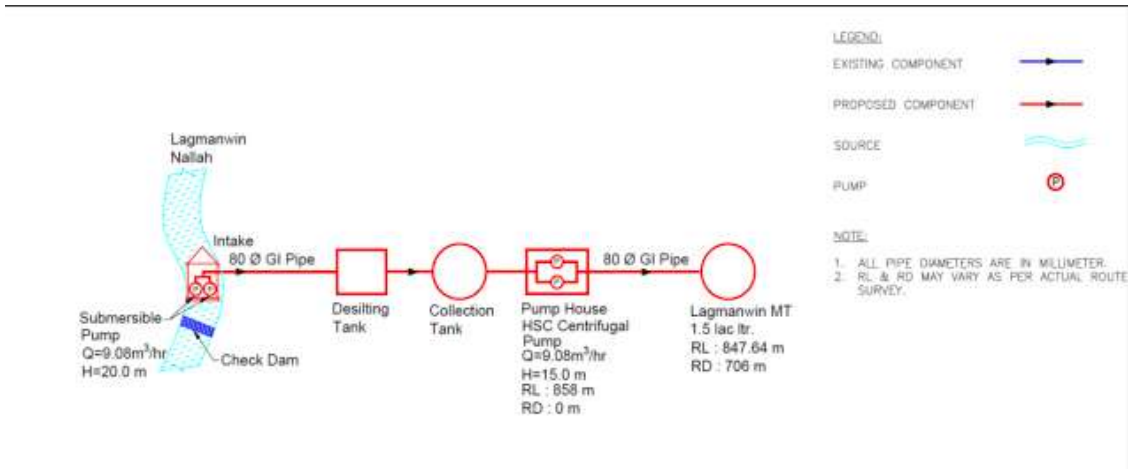 Lagmanwin
Nallah
Intake
80 Ø GI Pipe
Submersible
Pump
Q=9.08m³/hr
H=20.0 m
Check Dam
Desilting
Tank
Collection
Tank
Pump House
HSC Centrifugal
Pump
Q=9.08m³/hr
H=15.0 m
RL : 858 m
RD : 0 m
80 Ø GI Pipe
Lagmanwin MT
1.5 lac ltr.
RL : 847.64 m
RD : 706 m
LEGEND:
EXISTING COMPONENT
PROPOSED COMPONENT
SOURCE
PUMP
P
NOTE:
1. ALL PIPE DIAMETERS ARE IN MILLIMETER.
2. RL & RD MAY VARY AS PER ACTUAL ROUTE
SURVEY.